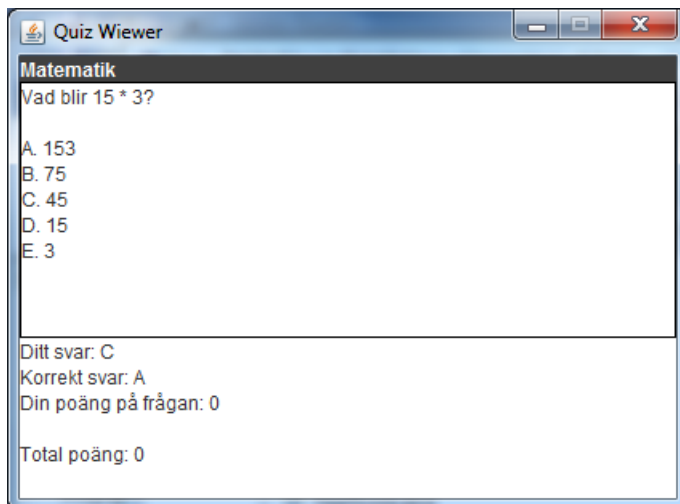 Quiz Wiewer
Matematik
Vad blir 15 * 3?
A. 153
B. 75
C. 45
D. 15
E. 3
Ditt svar: C
Korrekt svar: A
Din poäng på frågan: 0
Total poäng: 0